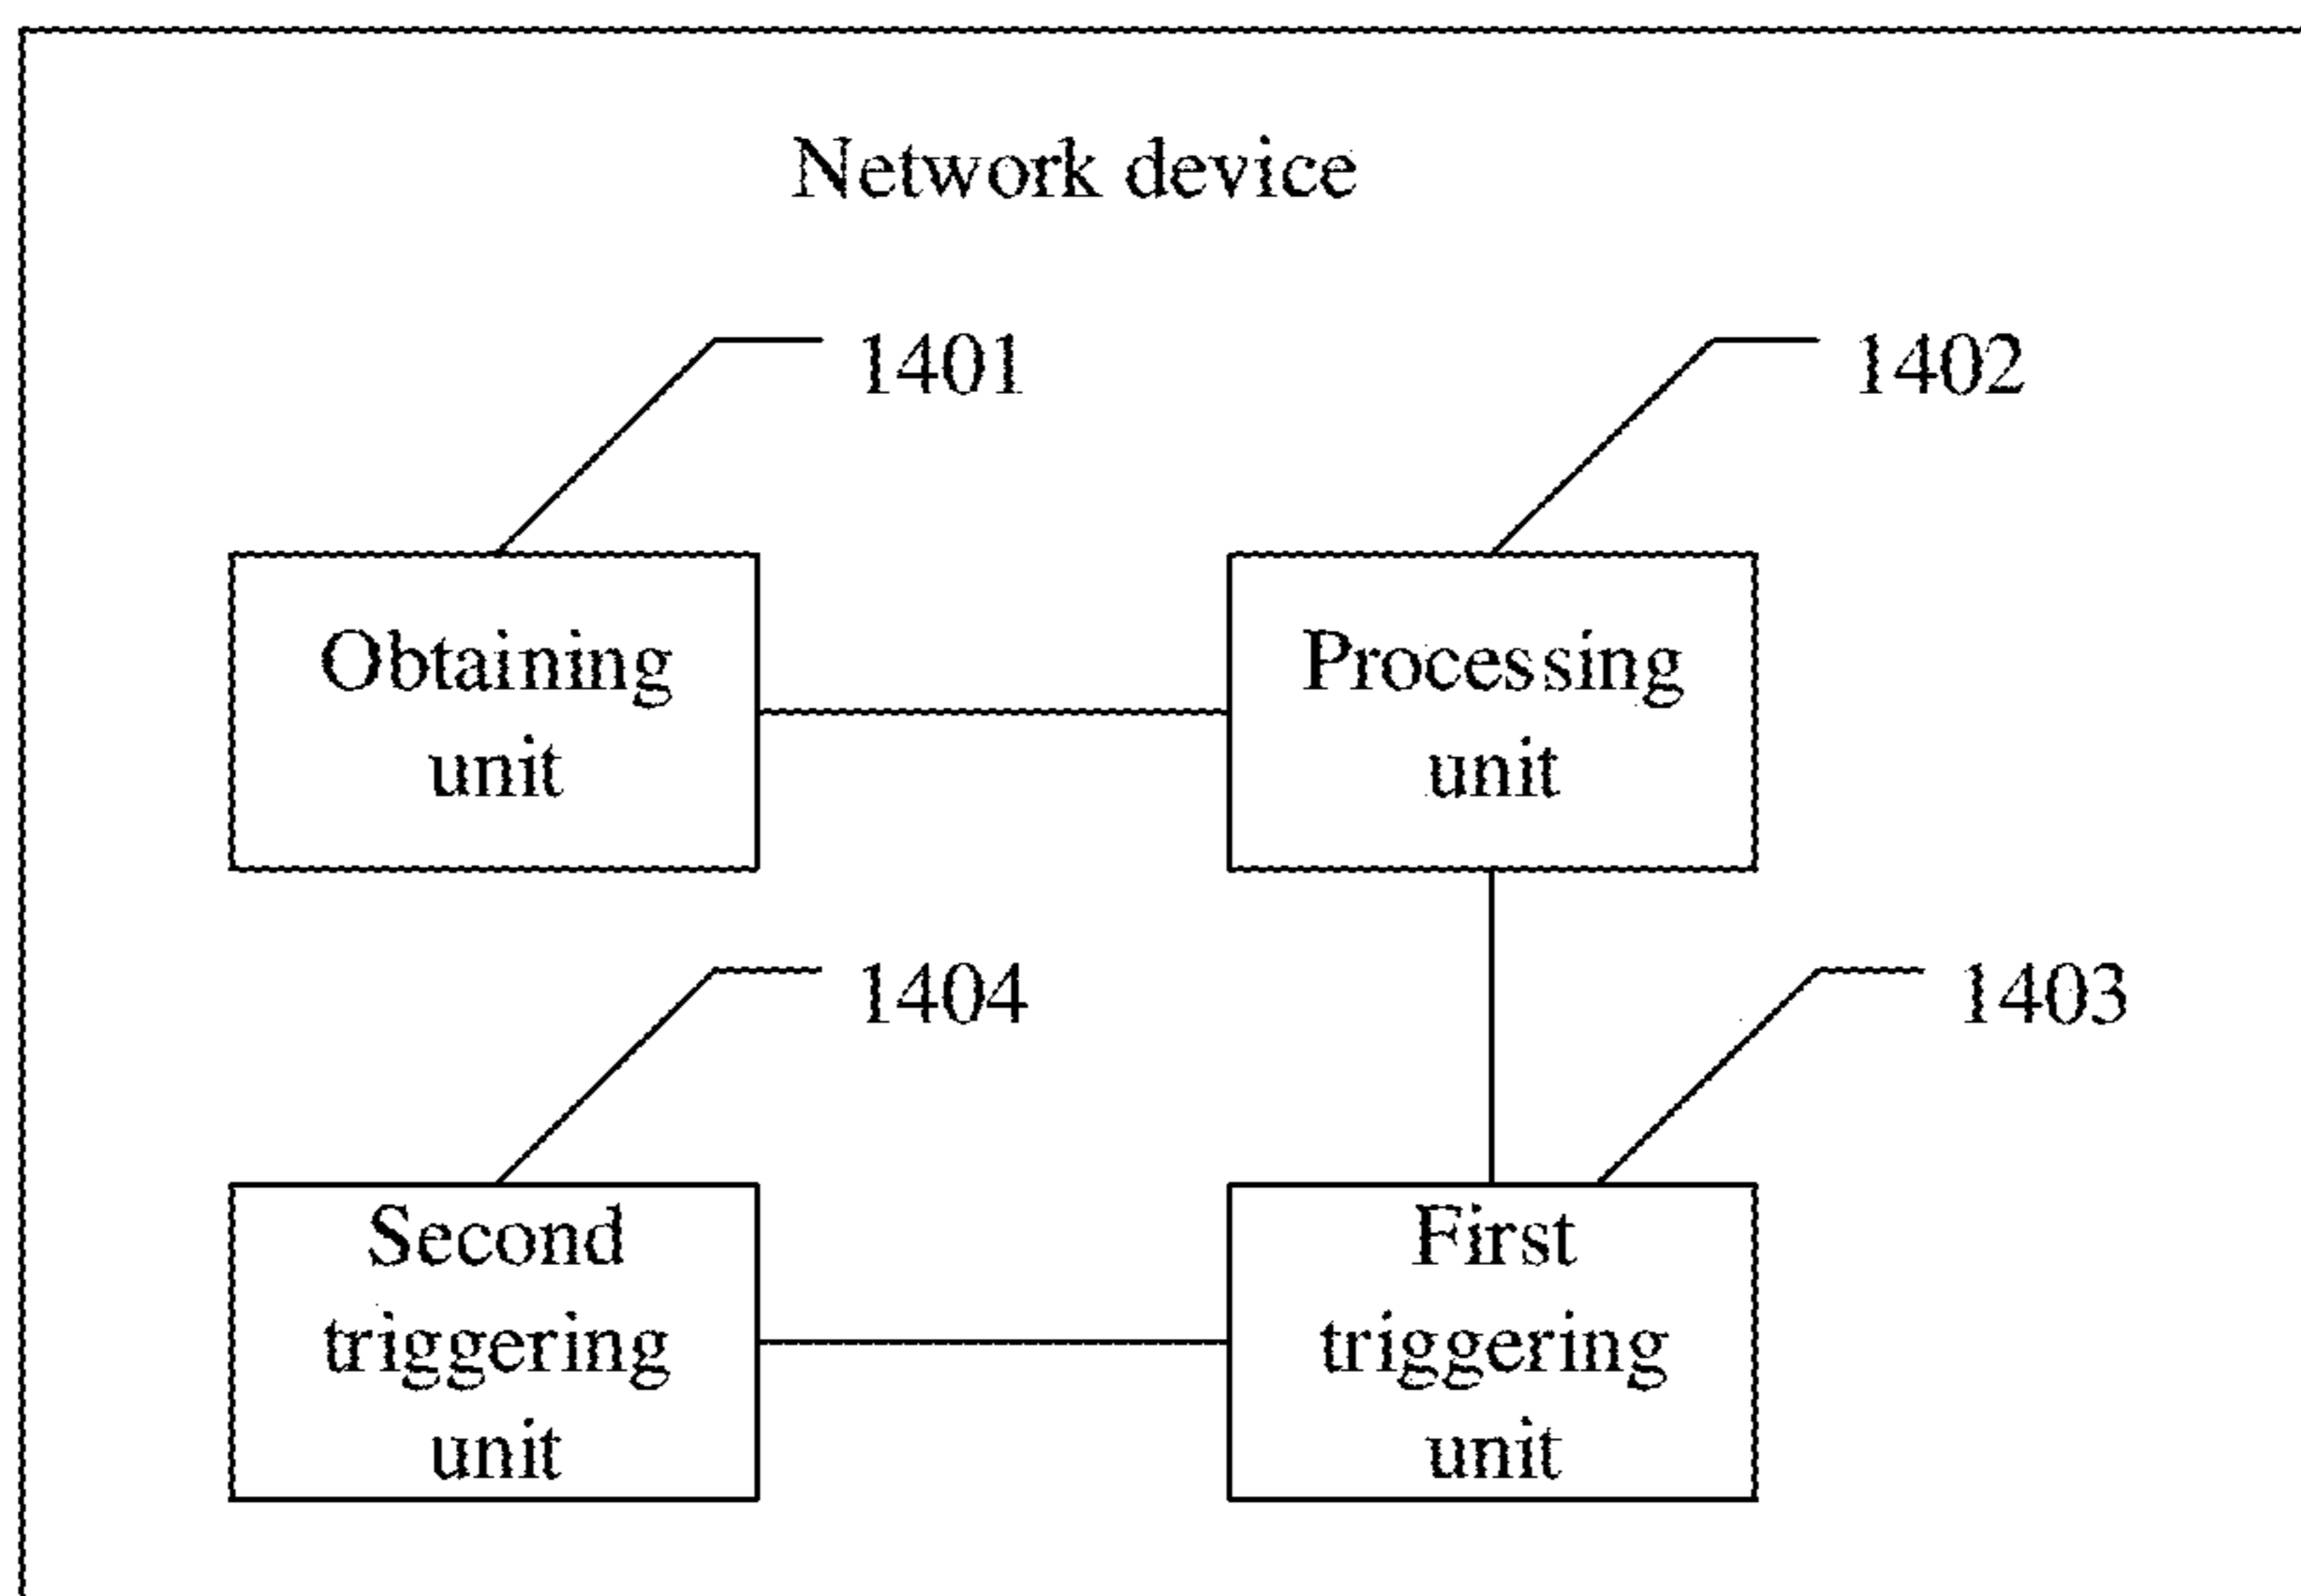 Network device
1401
1402
Obtaining
unit
Processing
unit
1404
1403
Second
triggering
unit
First
triggering
unit